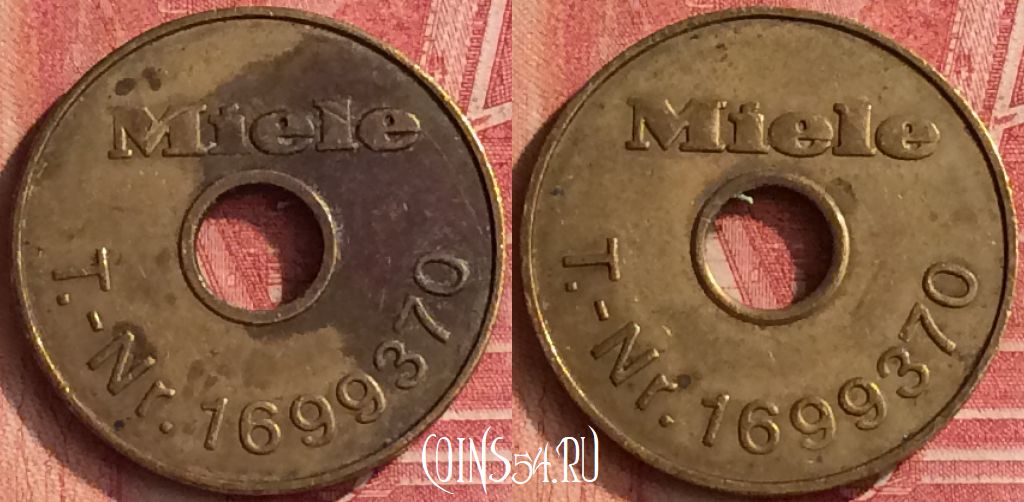 Miele
T.-Nr. 1699370
Miele
T.-Nr. 1699370
COINS54.RU